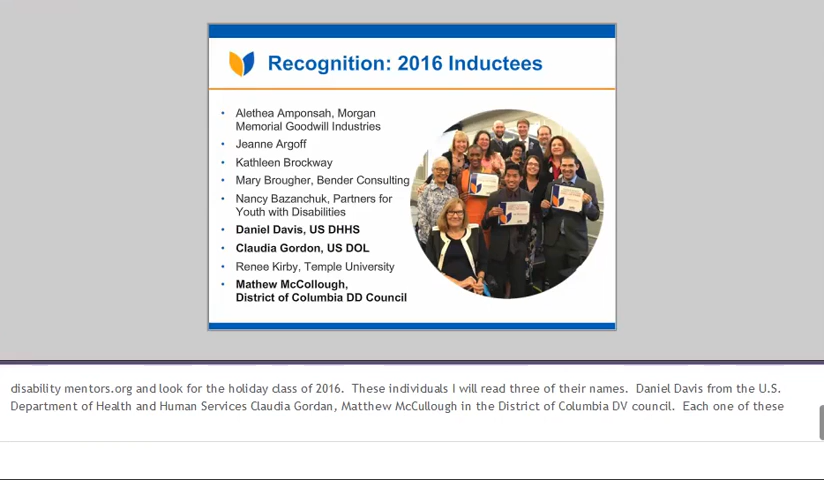 Recognition: 2016 Inductees
• Alethea Amponsah, Morgan
Memorial Goodwill Industries
• Jeanne Argoff
• Kathleen Brockway
• Mary Brougher, Bender Consulting
• Nancy Bazanchuk, Partners for
Youth with Disabilities
• Daniel Davis, US DHHS
• Claudia Gordon, US DOL
• Renee Kirby, Temple University
• Mathew McCollough,
District of Columbia DD Council
disability mentors.org and look for the holiday class of 2016.  These individuals I will read three of their names.  Daniel Davis from the U.S.
Department of Health and Human Services Claudia Gordan, Matthew McCullough in the District of Columbia DV council.  Each one of these